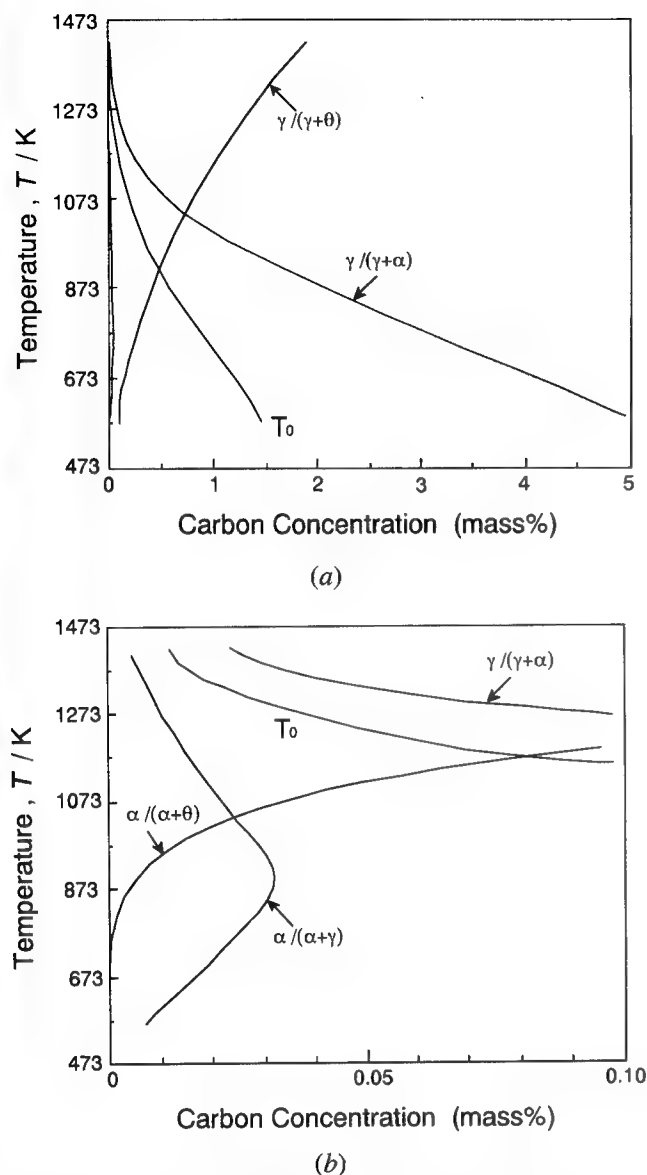 1473
1273
1073
873
673
473
Temperature, T / K
γ/(γ+θ)
γ/(γ+α)
T₀
0 1 2 3 4 5
Carbon Concentration (mass%)
(a)
1473
1273
1073
873
673
473
Temperature, T / K
γ/(γ+α)
T₀
α/(α+θ)
α/(α+γ)
0 0.05 0.10
Carbon Concentration (mass%)
(b)